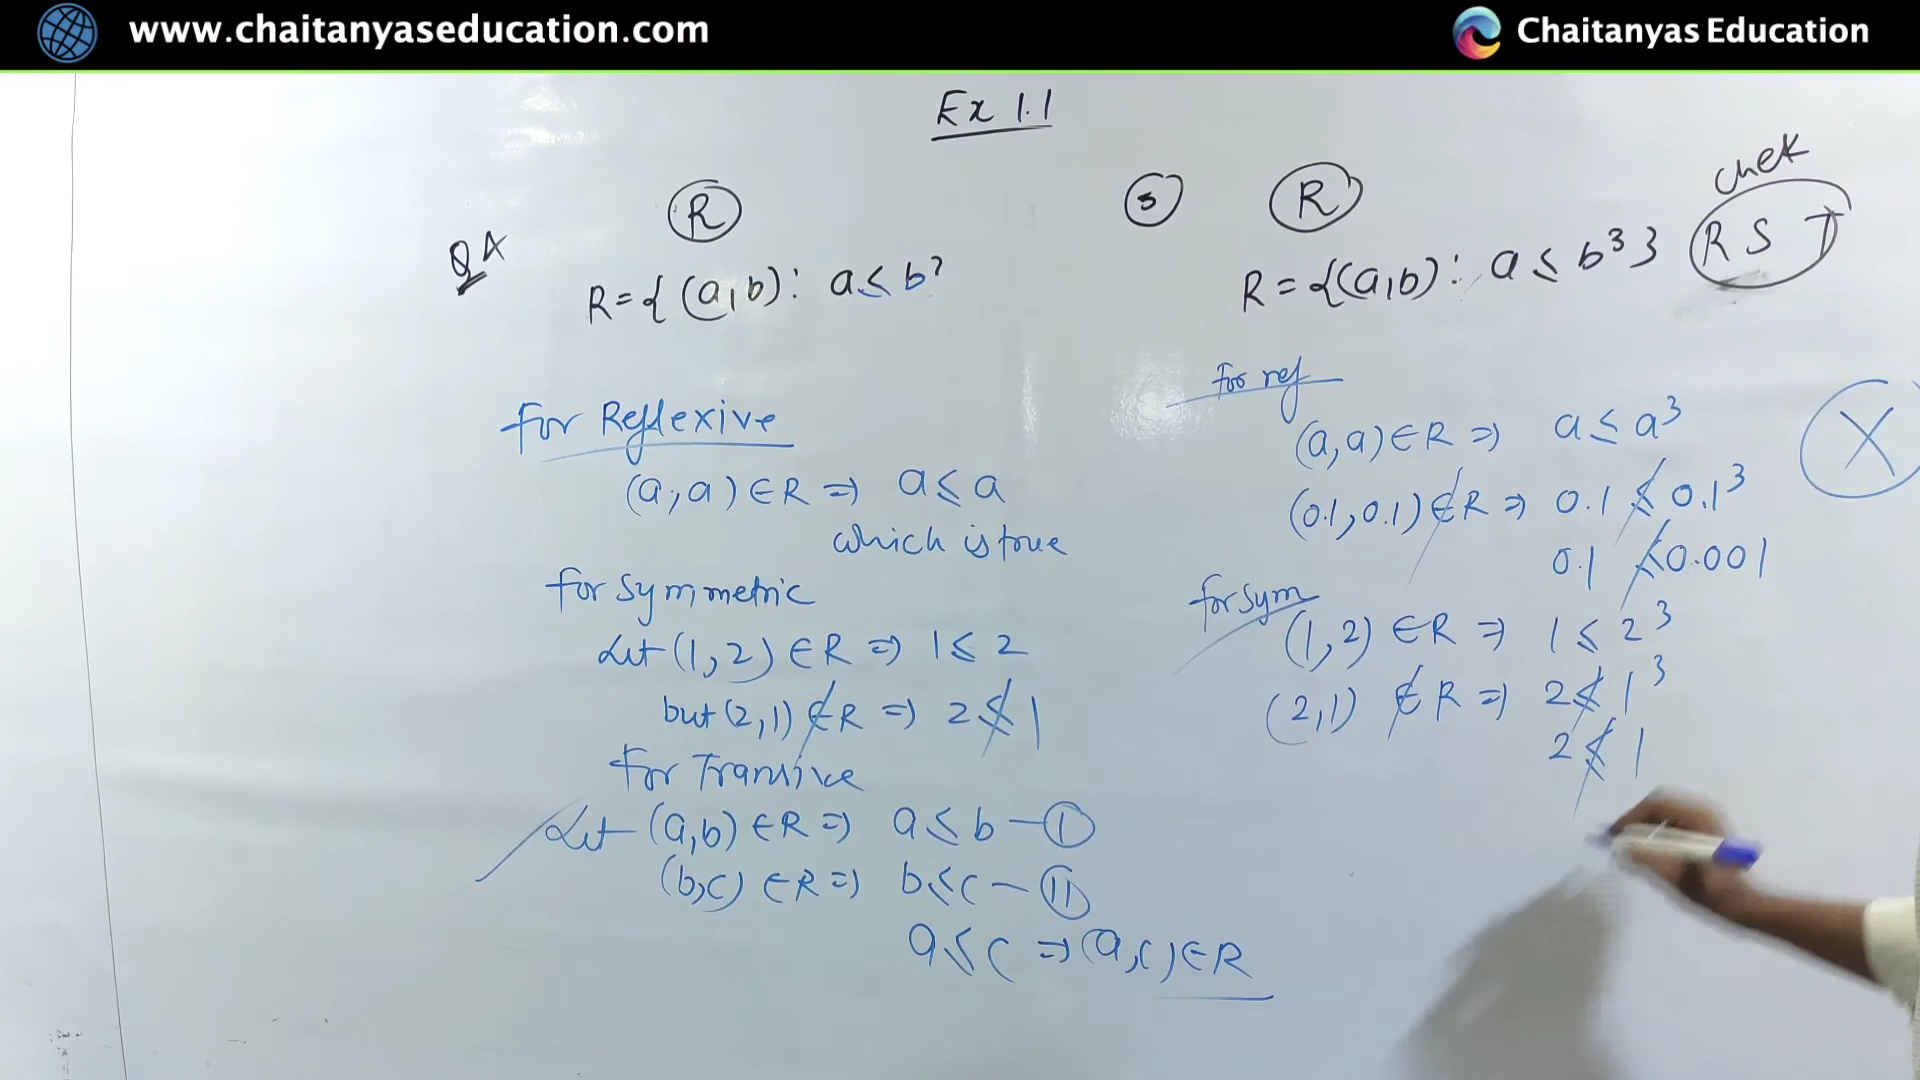 www.chaitanyaseducation.com
Chaitanyas Education
Ex 1.1
Q4
R
R = { (a,b) : a ≤ b }
For Reflexive
(a,a) ∈ R ⇒ a ≤ a
which is true
for symmetric
Let (1,2) ∈ R ⇒ 1 ≤ 2
but (2,1) ∉ R ⇒ 2 ≰ 1
For Transive
Let (a,b) ∈ R ⇒ a ≤ b — I
(b,c) ∈ R ⇒ b ≤ c — II
a ≤ c ⇒ (a,c) ∈ R
5
R
chek
R = {(a,b) : a ≤ b³} R S T
For ref
(a,a) ∈ R ⇒ a ≤ a³
X
(0.1,0.1) ∉ R ⇒ 0.1 ≰ 0.1³
0.1 ≰ 0.001
for sym
(1,2) ∈ R ⇒ 1 ≤ 2³
(2,1) ∉ R ⇒ 2 ≰ 1³
2 ≰ 1